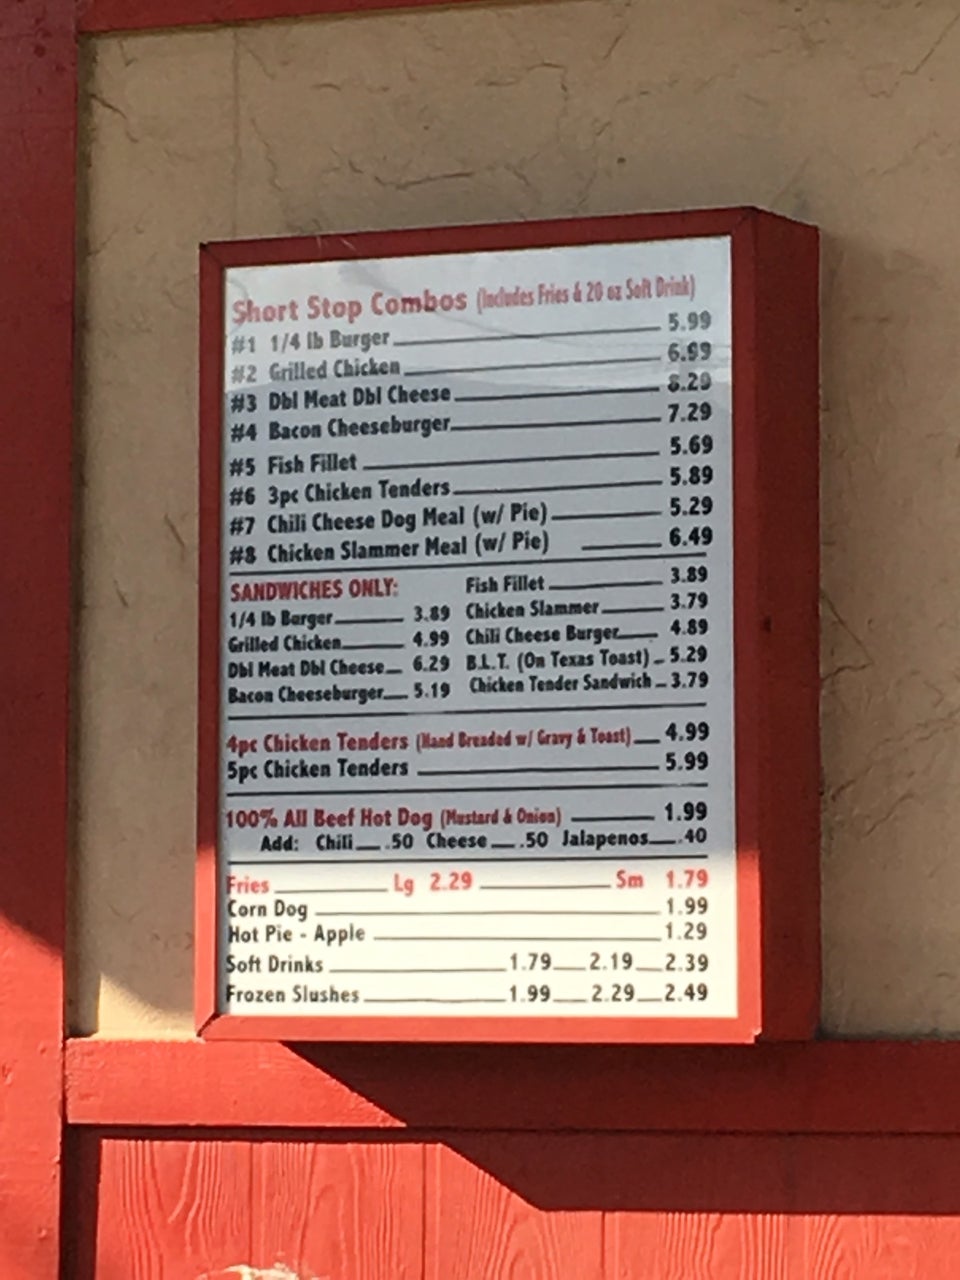 Short Stop Combos (Includes Fries & 20 oz Soft Drink)
#1 1/4 lb Burger 5.99
#2 Grilled Chicken 6.99
#3 Dbl Meat Dbl Cheese 8.29
#4 Bacon Cheeseburger 7.29
#5 Fish Fillet 5.69
#6 3pc Chicken Tenders 5.89
#7 Chili Cheese Dog Meal (w/ Pie) 5.29
#8 Chicken Slammer Meal (w/ Pie) 6.49
SANDWICHES ONLY:
1/4 lb Burger 3.89
Grilled Chicken 4.99
Dbl Meat Dbl Cheese 6.29
Bacon Cheeseburger 5.19
Fish Fillet 3.89
Chicken Slammer 3.79
Chili Cheese Burger 4.89
B.L.T. (On Texas Toast) 5.29
Chicken Tender Sandwich 3.79
4pc Chicken Tenders (Hand Breaded w/ Gravy & Toast) 4.99
5pc Chicken Tenders 5.99
100% All Beef Hot Dog (Mustard & Onion) 1.99
Add: Chili .50 Cheese .50 Jalapenos .40
Fries Lg 2.29 Sm 1.79
Corn Dog 1.99
Hot Pie - Apple 1.29
Soft Drinks 1.79 2.19 2.39
Frozen Slushes 1.99 2.29 2.49